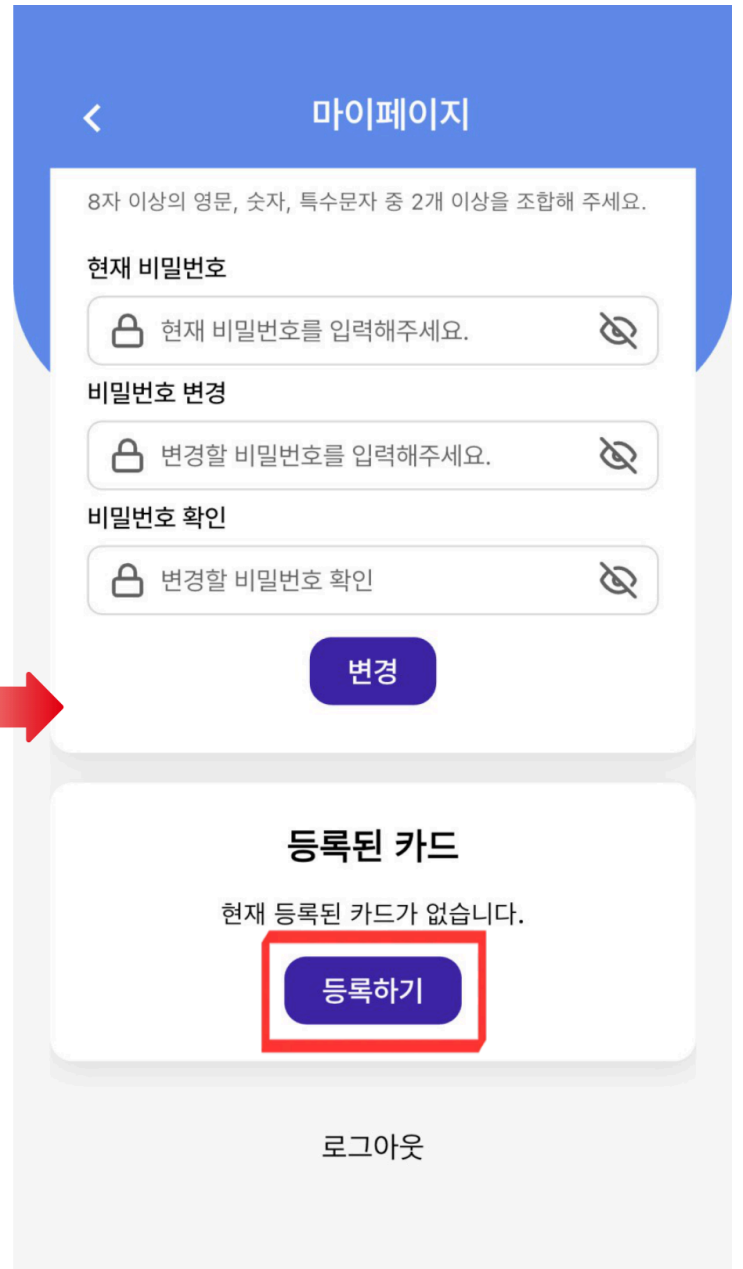 마이페이지
8자 이상의 영문, 숫자, 특수문자 중 2개 이상을 조합해 주세요.
현재 비밀번호
현재 비밀번호를 입력해주세요.
비밀번호 변경
변경할 비밀번호를 입력해주세요.
비밀번호 확인
변경할 비밀번호 확인
변경
등록된 카드
현재 등록된 카드가 없습니다.
등록하기
로그아웃